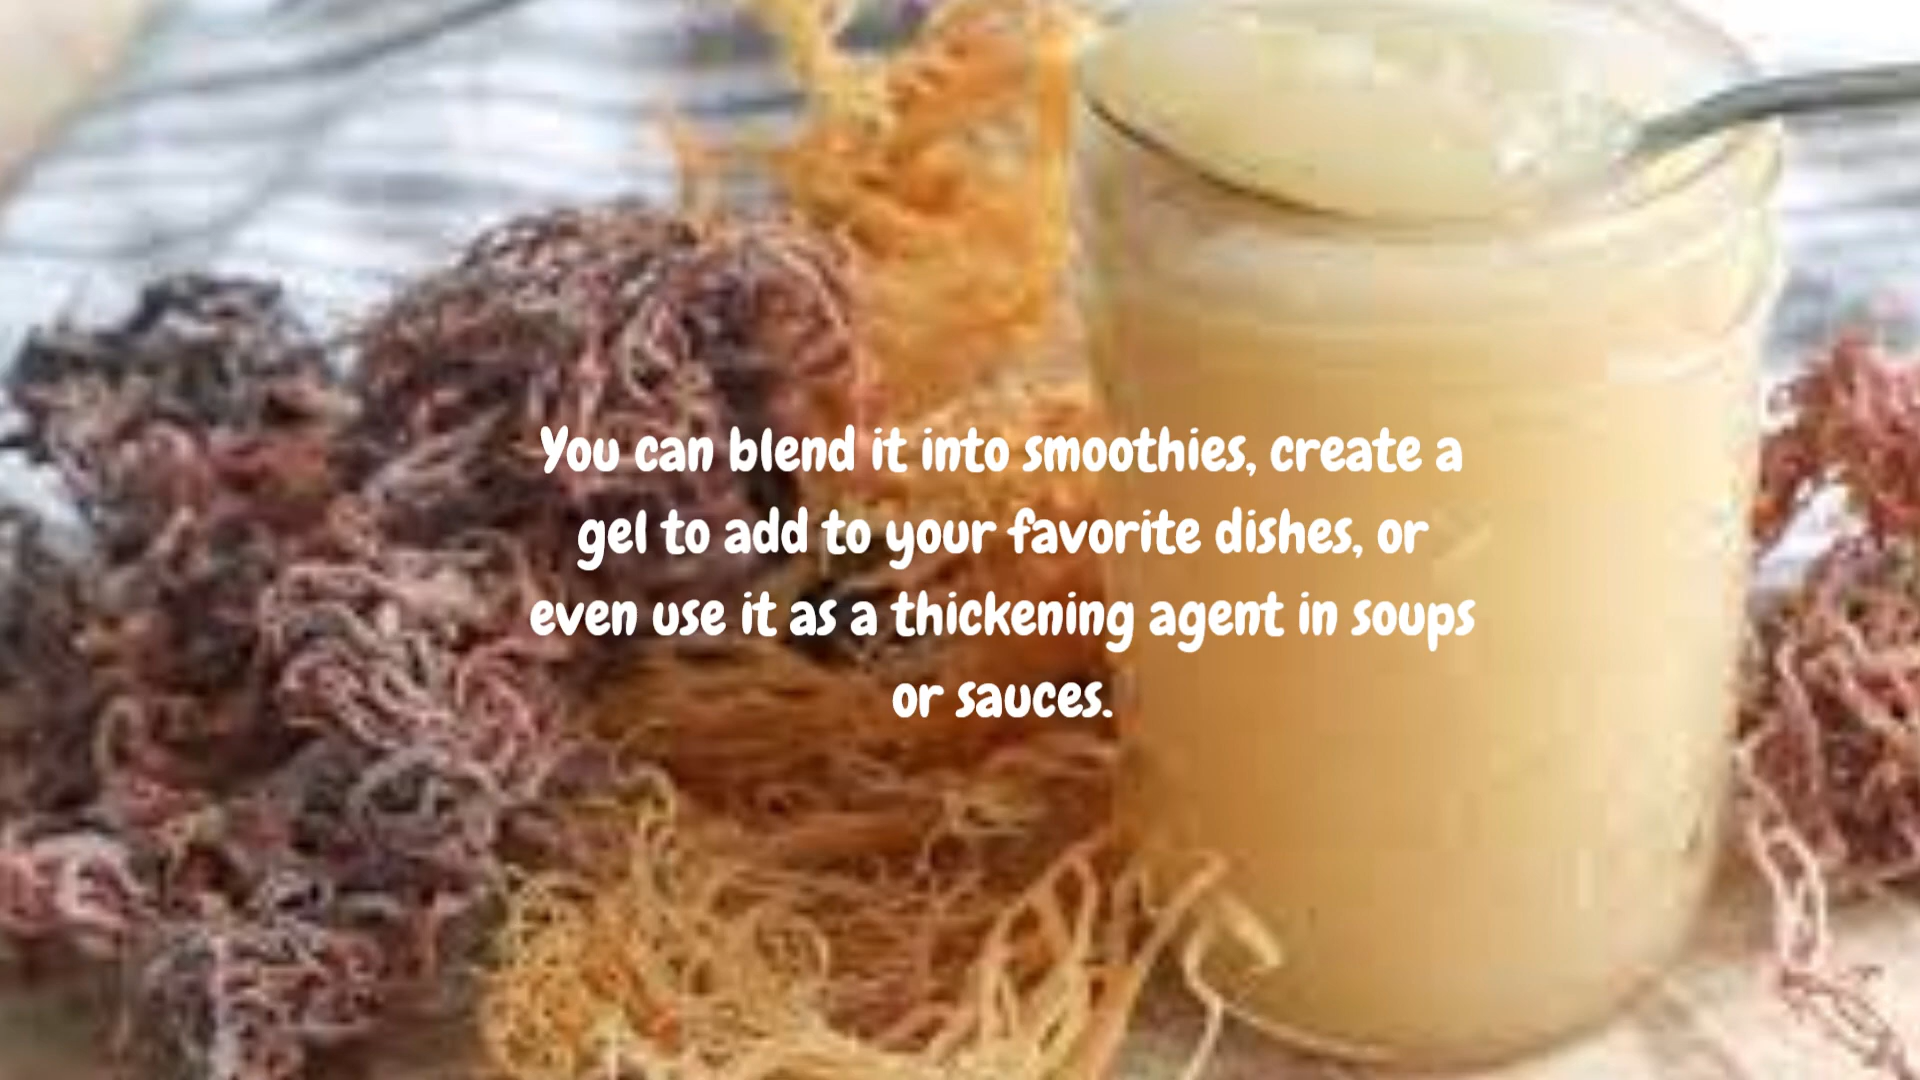 You can blend it into smoothies, create a
gel to add to your favorite dishes, or
even use it as a thickening agent in soups
or sauces.